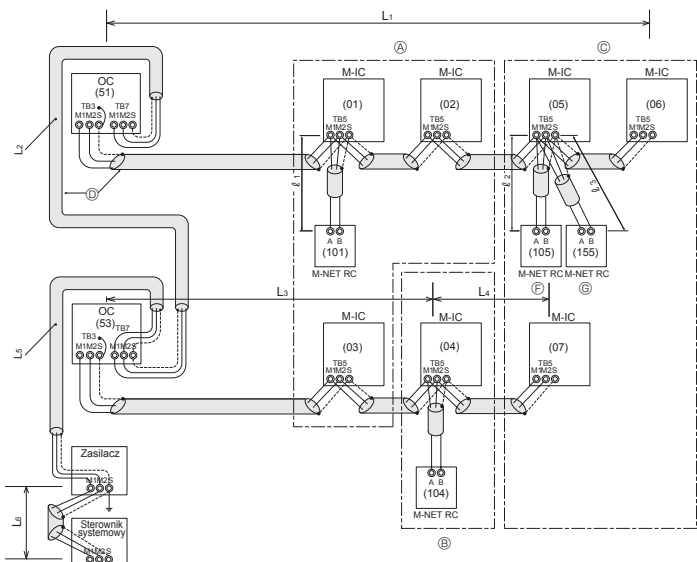 L1
Ⓐ
Ⓒ
OC
(51)
TB3
TB7
M1M2S
M1M2S
M-IC
(01)
TB5
M1M2S
M-IC
(02)
TB5
M1M2S
M-IC
(05)
TB5
M1M2S
M-IC
(06)
TB5
M1M2S
L2
Ⓓ
ℓ1
ℓ2
ℓ3
A B
(101)
M-NET RC
A B
(105)
M-NET RC
Ⓕ
A B
(155)
M-NET RC
Ⓖ
L3
L4
OC
(53)
TB3
TB7
M1M2S
M1M2S
M-IC
(03)
TB5
M1M2S
M-IC
(04)
TB5
M1M2S
M-IC
(07)
TB5
M1M2S
L5
Zasilacz
M1M2S
A B
(104)
M-NET RC
Ⓑ
L6
Sterownik
systemowy
M1M2S